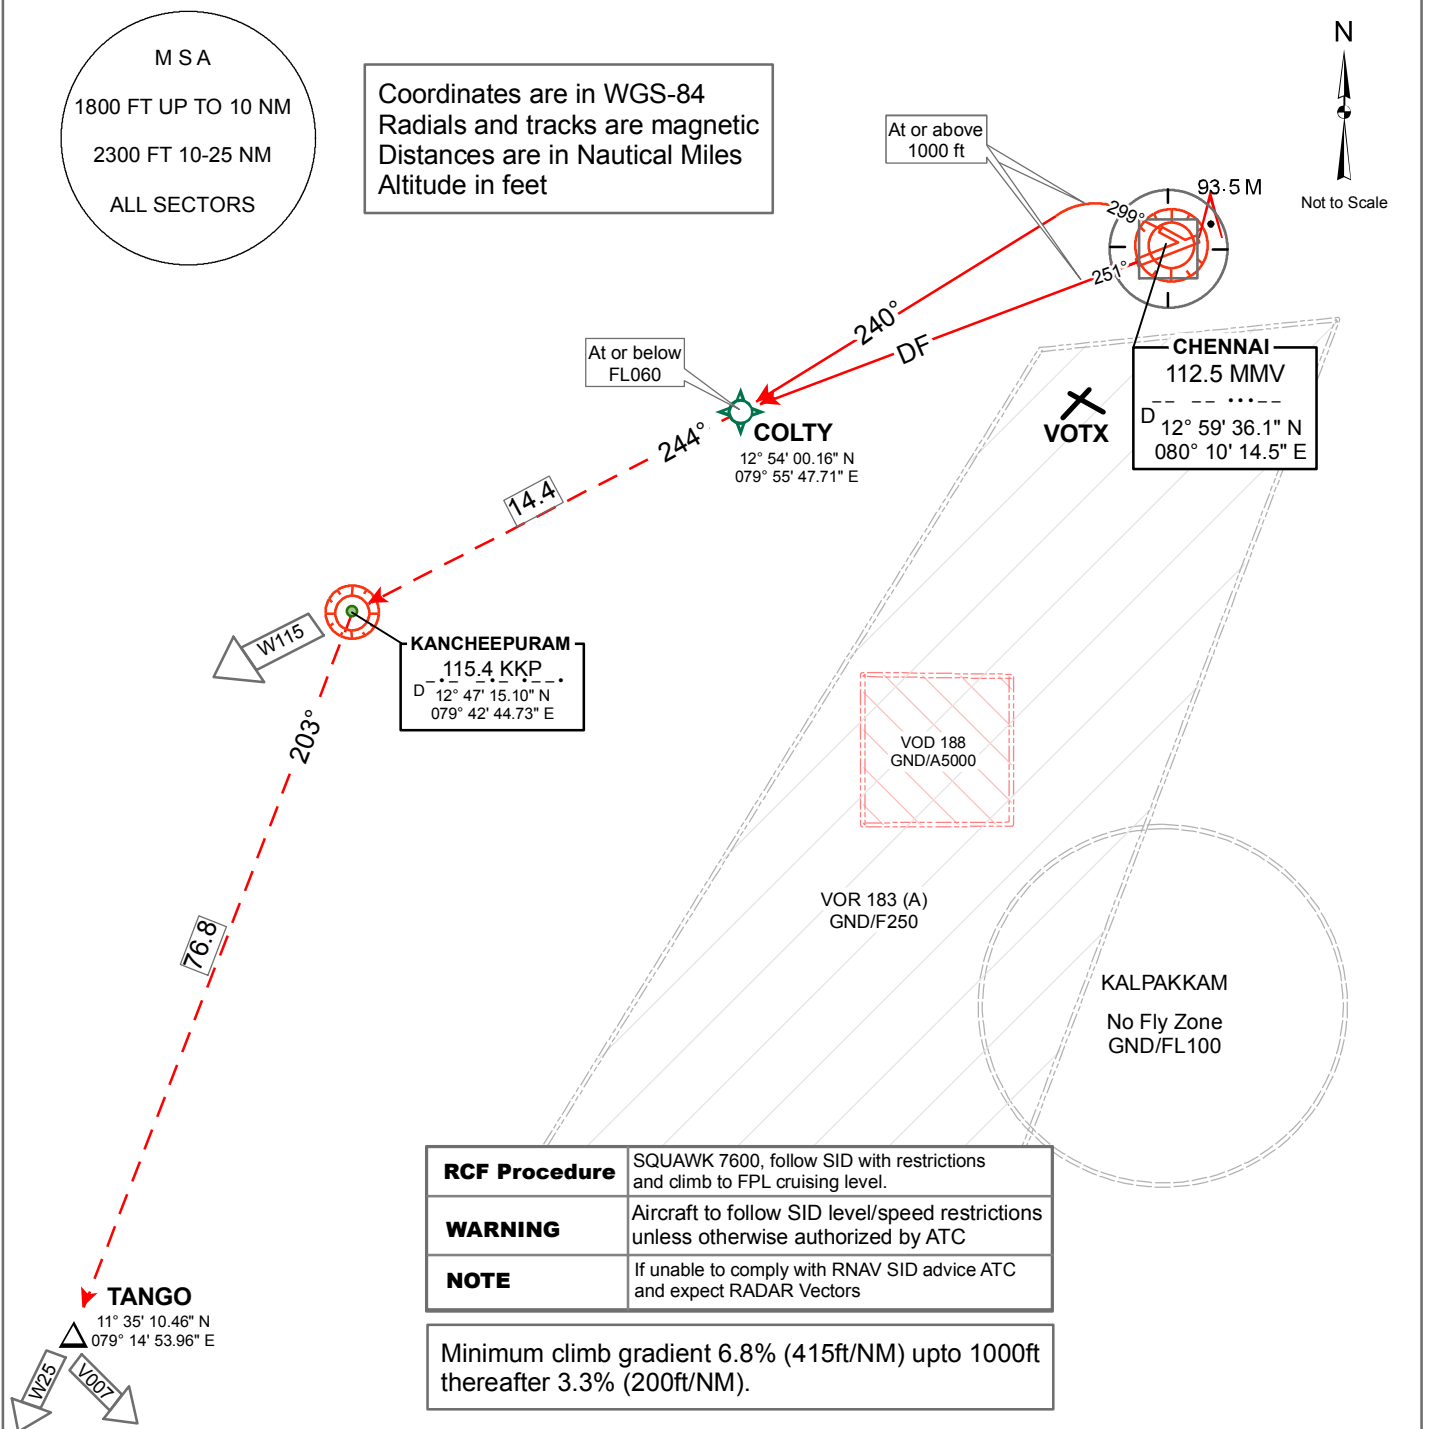 M S A
1800 FT UP TO 10 NM
2300 FT 10-25 NM
ALL SECTORS
Coordinates are in WGS-84
Radials and tracks are magnetic
Distances are in Nautical Miles
Altitude in feet
At or above
1000 ft
N
Not to Scale
93.5 M
299°
251°
240°
DF
At or below
FL060
COLTY
12° 54' 00.16" N
079° 55' 47.71" E
VOTX
CHENNAI
112.5 MMV
D
12° 59' 36.1" N
080° 10' 14.5" E
244°
14.4
W115
KANCHEEPURAM
115.4 KKP
D
12° 47' 15.10" N
079° 42' 44.73" E
203°
76.8
VOD 188
GND/A5000
VOR 183 (A)
GND/F250
KALPAKKAM
No Fly Zone
GND/FL100
RCF Procedure
SQUAWK 7600, follow SID with restrictions
and climb to FPL cruising level.
WARNING
Aircraft to follow SID level/speed restrictions
unless otherwise authorized by ATC
NOTE
If unable to comply with RNAV SID advice ATC
and expect RADAR Vectors
TANGO
11° 35' 10.46" N
079° 14' 53.96" E
W25
V007
Minimum climb gradient 6.8% (415ft/NM) upto 1000ft
thereafter 3.3% (200ft/NM).